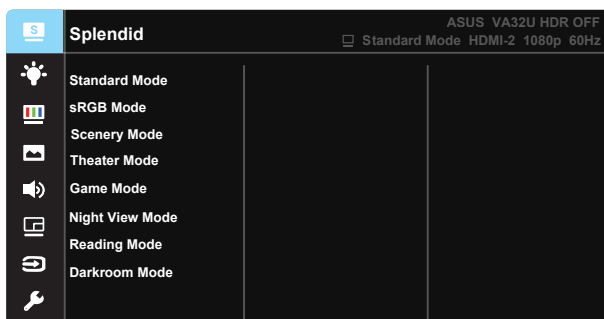 S
Splendid
ASUS VA32U HDR OFF
Standard Mode HDMI-2 1080p 60Hz
Standard Mode
sRGB Mode
Scenery Mode
Theater Mode
Game Mode
Night View Mode
Reading Mode
Darkroom Mode